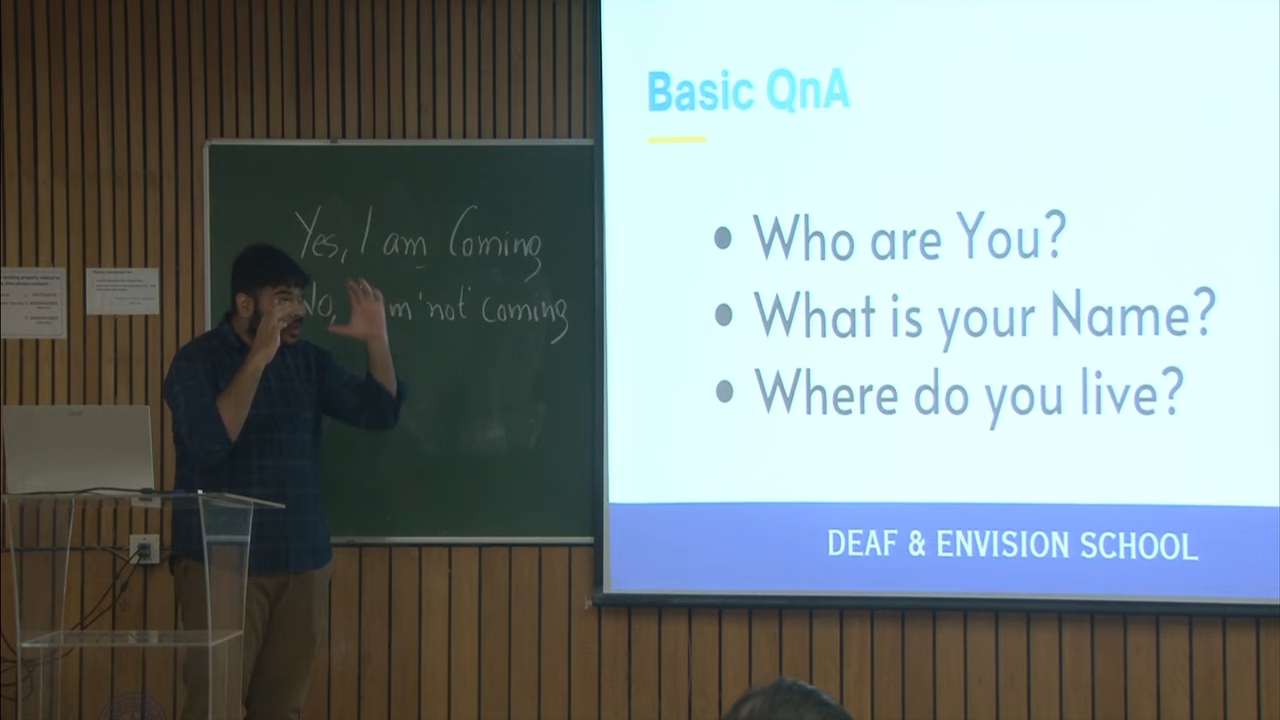 Basic QnA
• Who are You?
• What is your Name?
• Where do you live?
DEAF & ENVISION SCHOOL
Yes, I am Coming
No, am 'not' coming